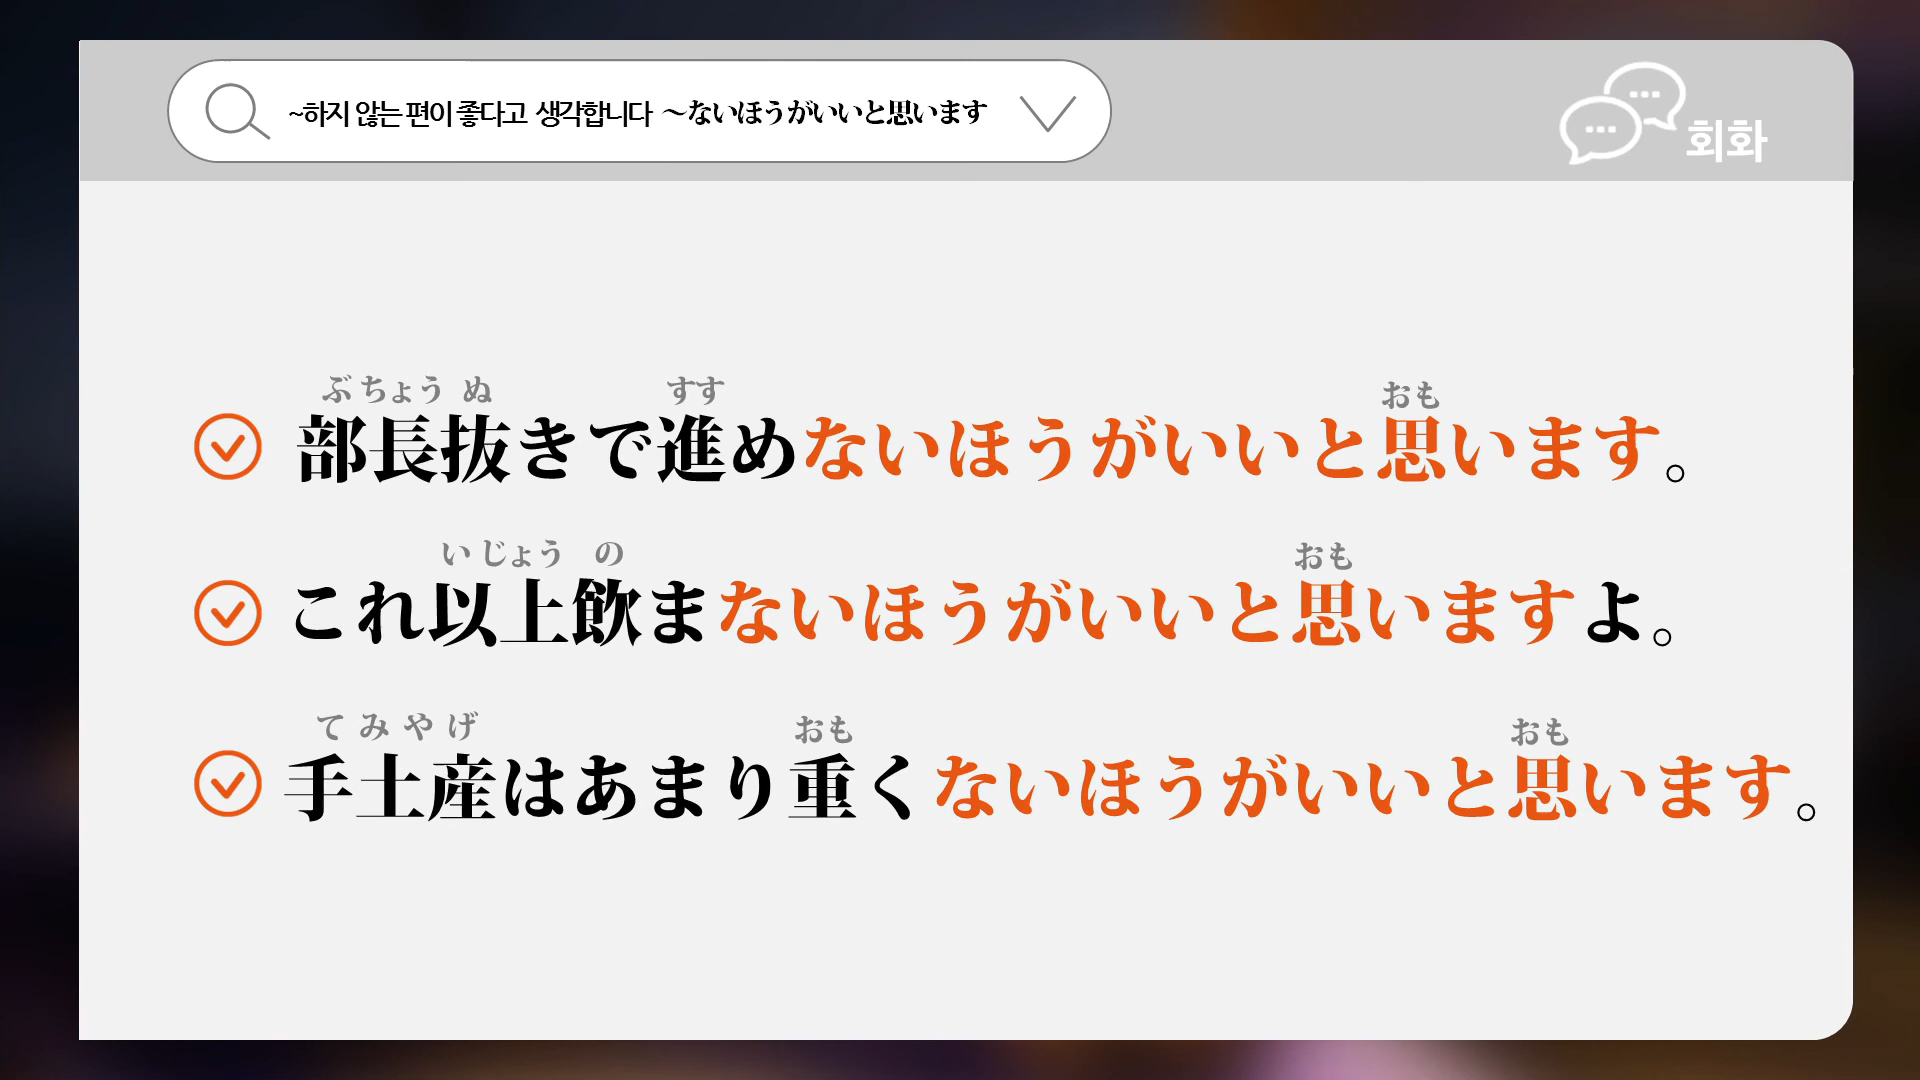 ~하지 않는 편이 좋다고 생각합니다 ～ないほうがいいと思います
회화
ぶちょう ぬ すす おも
部長抜きで進めないほうがいいと思います。
いじょう の おも
これ以上飲まないほうがいいと思いますよ。
てみやげ おも おも
手土産はあまり重くないほうがいいと思います。